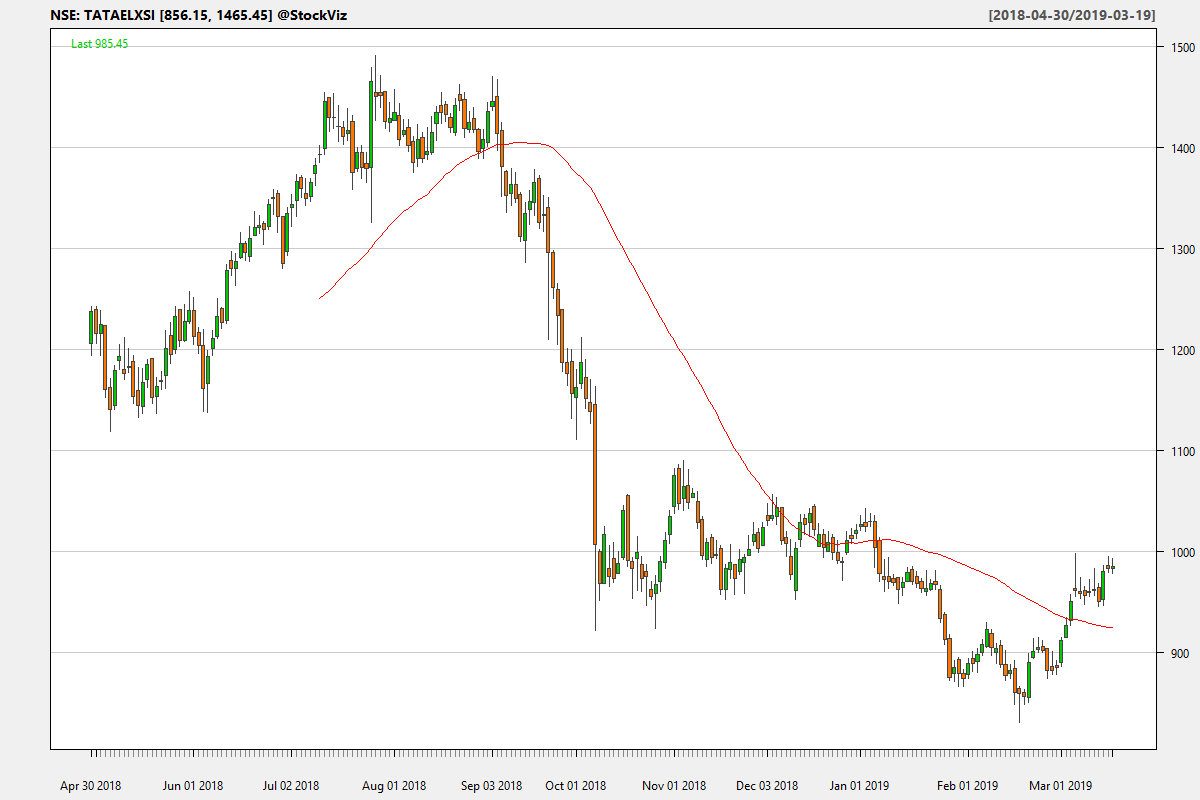 NSE: TATAELXSI [856.15, 1465.45] @StockViz [2018-04-30/2019-03-19]
Last 985.45
1500
1400
1300
1200
1100
1000
900
Apr 30 2018 Jun 01 2018 Jul 02 2018 Aug 01 2018 Sep 03 2018 Oct 01 2018 Nov 01 2018 Dec 03 2018 Jan 01 2019 Feb 01 2019 Mar 01 2019